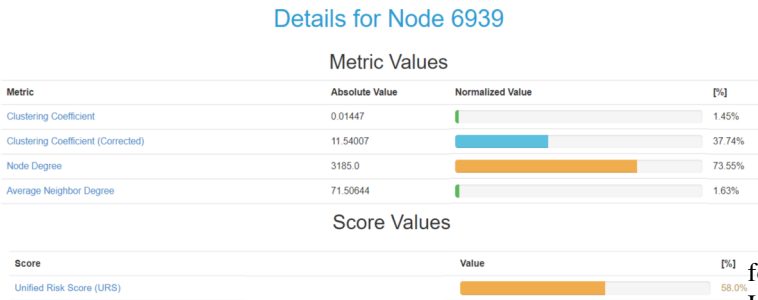 Details for Node 6939
Metric Values
Metric Absolute Value Normalized Value [%]
Clustering Coefficient 0.01447 1.45%
Clustering Coefficient (Corrected) 11.54007 37.74%
Node Degree 3185.0 73.55%
Average Neighbor Degree 71.50644 1.63%
Score Values
Score Value [%]
Unified Risk Score (URS) 58.0%